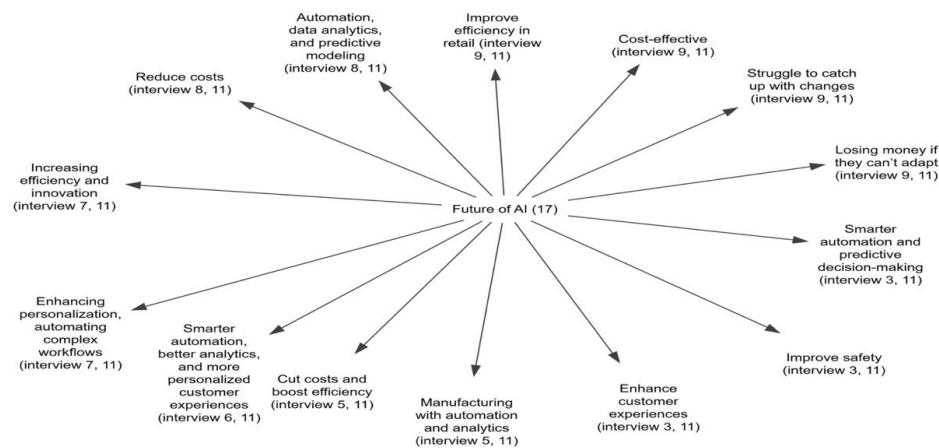 Automation,
data analytics,
and predictive
modeling
(interview 8, 11)
Improve
efficiency in
retail (interview
9, 11)
Cost-effective
(interview 9, 11)
Reduce costs
(interview 8, 11)
Struggle to catch
up with changes
(interview 9, 11)
Increasing
efficiency and
innovation
(interview 7, 11)
Losing money if
they can't adapt
(interview 9, 11)
Future of AI (17)
Smarter
automation and
predictive
decision-making
(interview 3, 11)
Enhancing
personalization,
automating
complex
workflows
(interview 7, 11)
Smarter
automation,
better analytics,
and more
personalized
customer
experiences
(interview 6, 11)
Cut costs and
boost efficiency
(interview 5, 11)
Manufacturing
with automation
and analytics
(interview 5, 11)
Enhance
customer
experiences
(interview 3, 11)
Improve safety
(interview 3, 11)